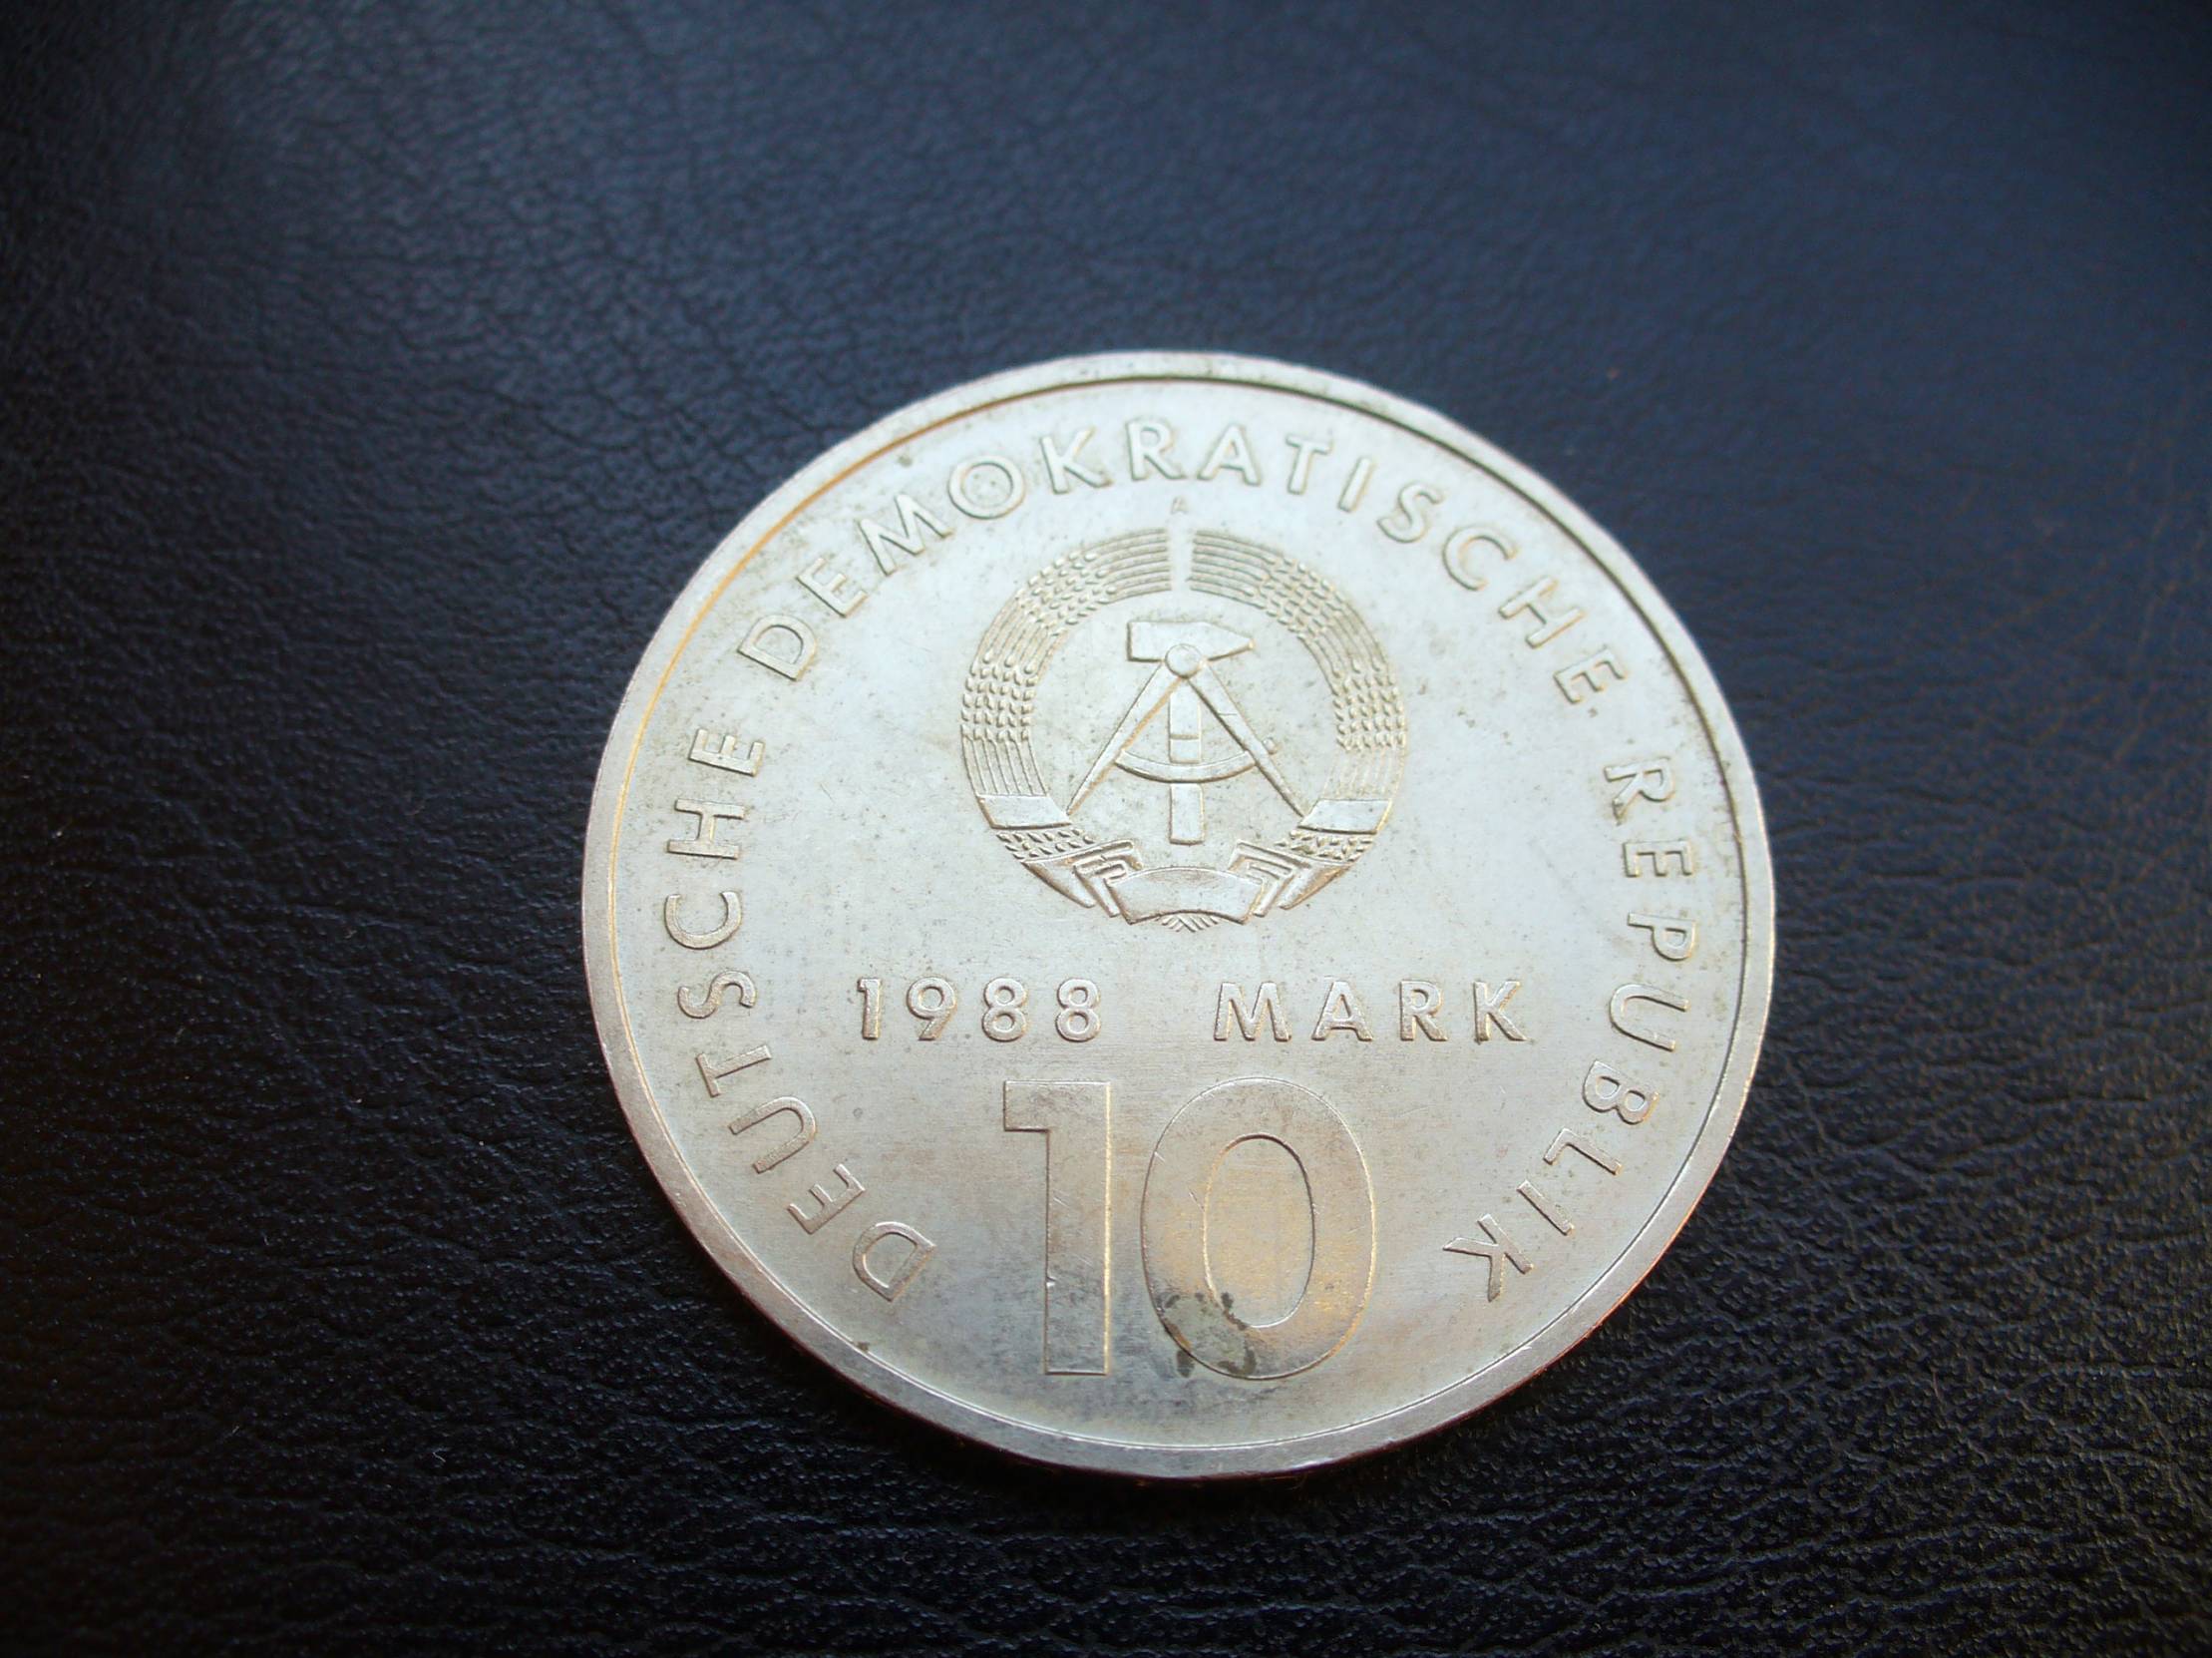 DEUTSCHE DEMOKRATISCHE REPUBLIK
A
1988 MARK
10